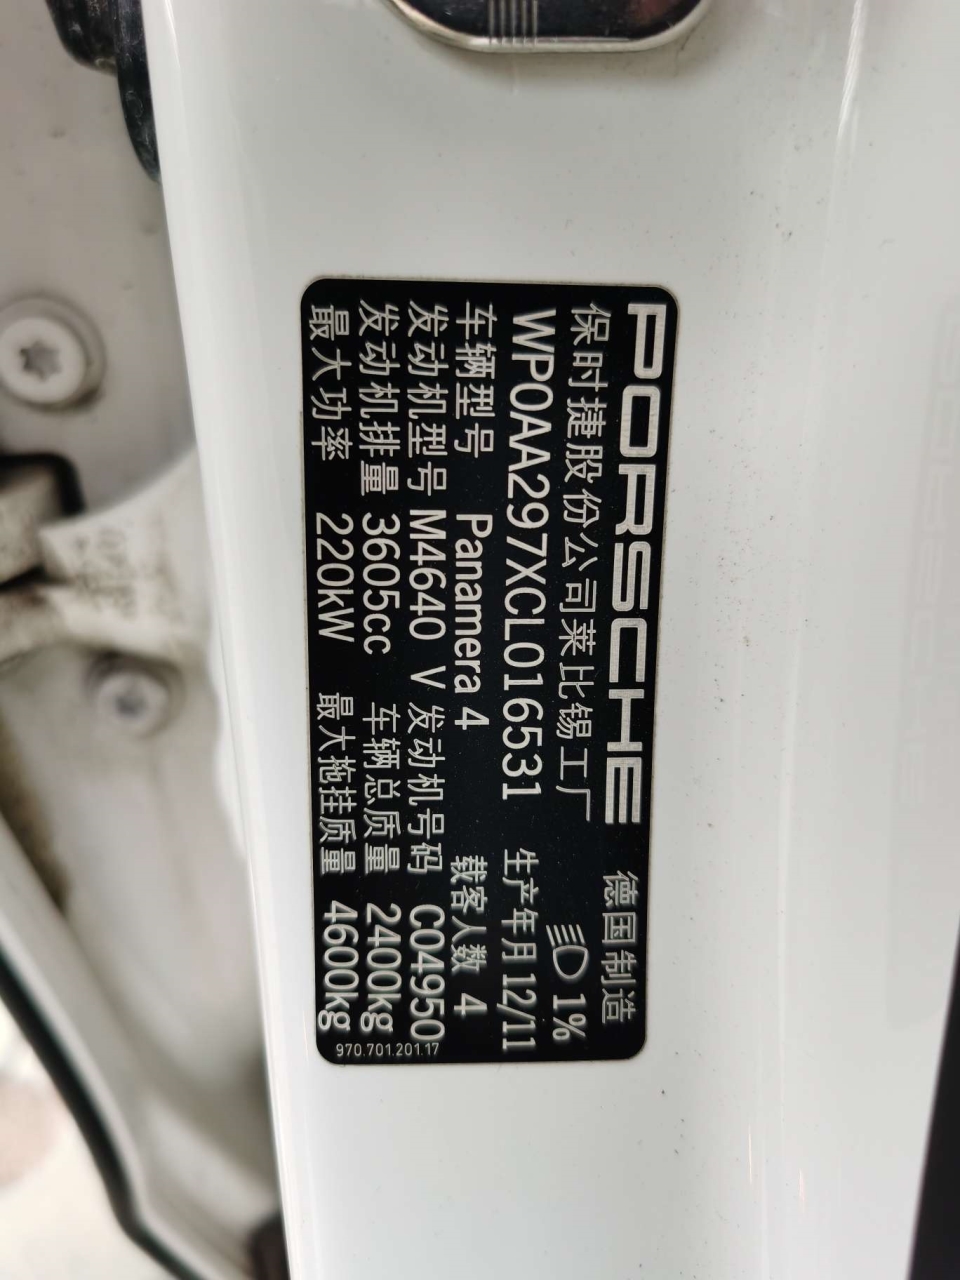 PORSCHE 德国制造
保时捷股份公司莱比锡工厂 1%
WP0AA297XCL016531 生产年月 12/11
车辆型号 Panamera 4 载客人数 4
发动机型号 M4640 V 发动机号码 C04950
发动机排量 3605cc 车辆总质量 2400kg
最大功率 220kW 最大拖挂质量 4600kg
970.701.201.17